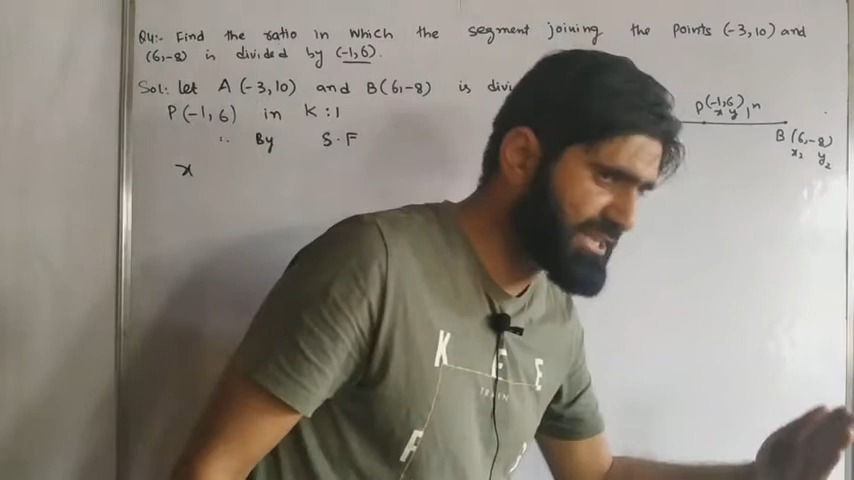 Q4:- Find the ratio in which the segment joining the points (-3,10) and
(6,-8) is divided by (-1,6).
Sol: let A (-3,10) and B(6,-8) is
P(-1,6) in K:1
∴ By S.F
x
P(-1,6)
x y
B(6,-8)
x₂ y₂
K E E
TRAIN